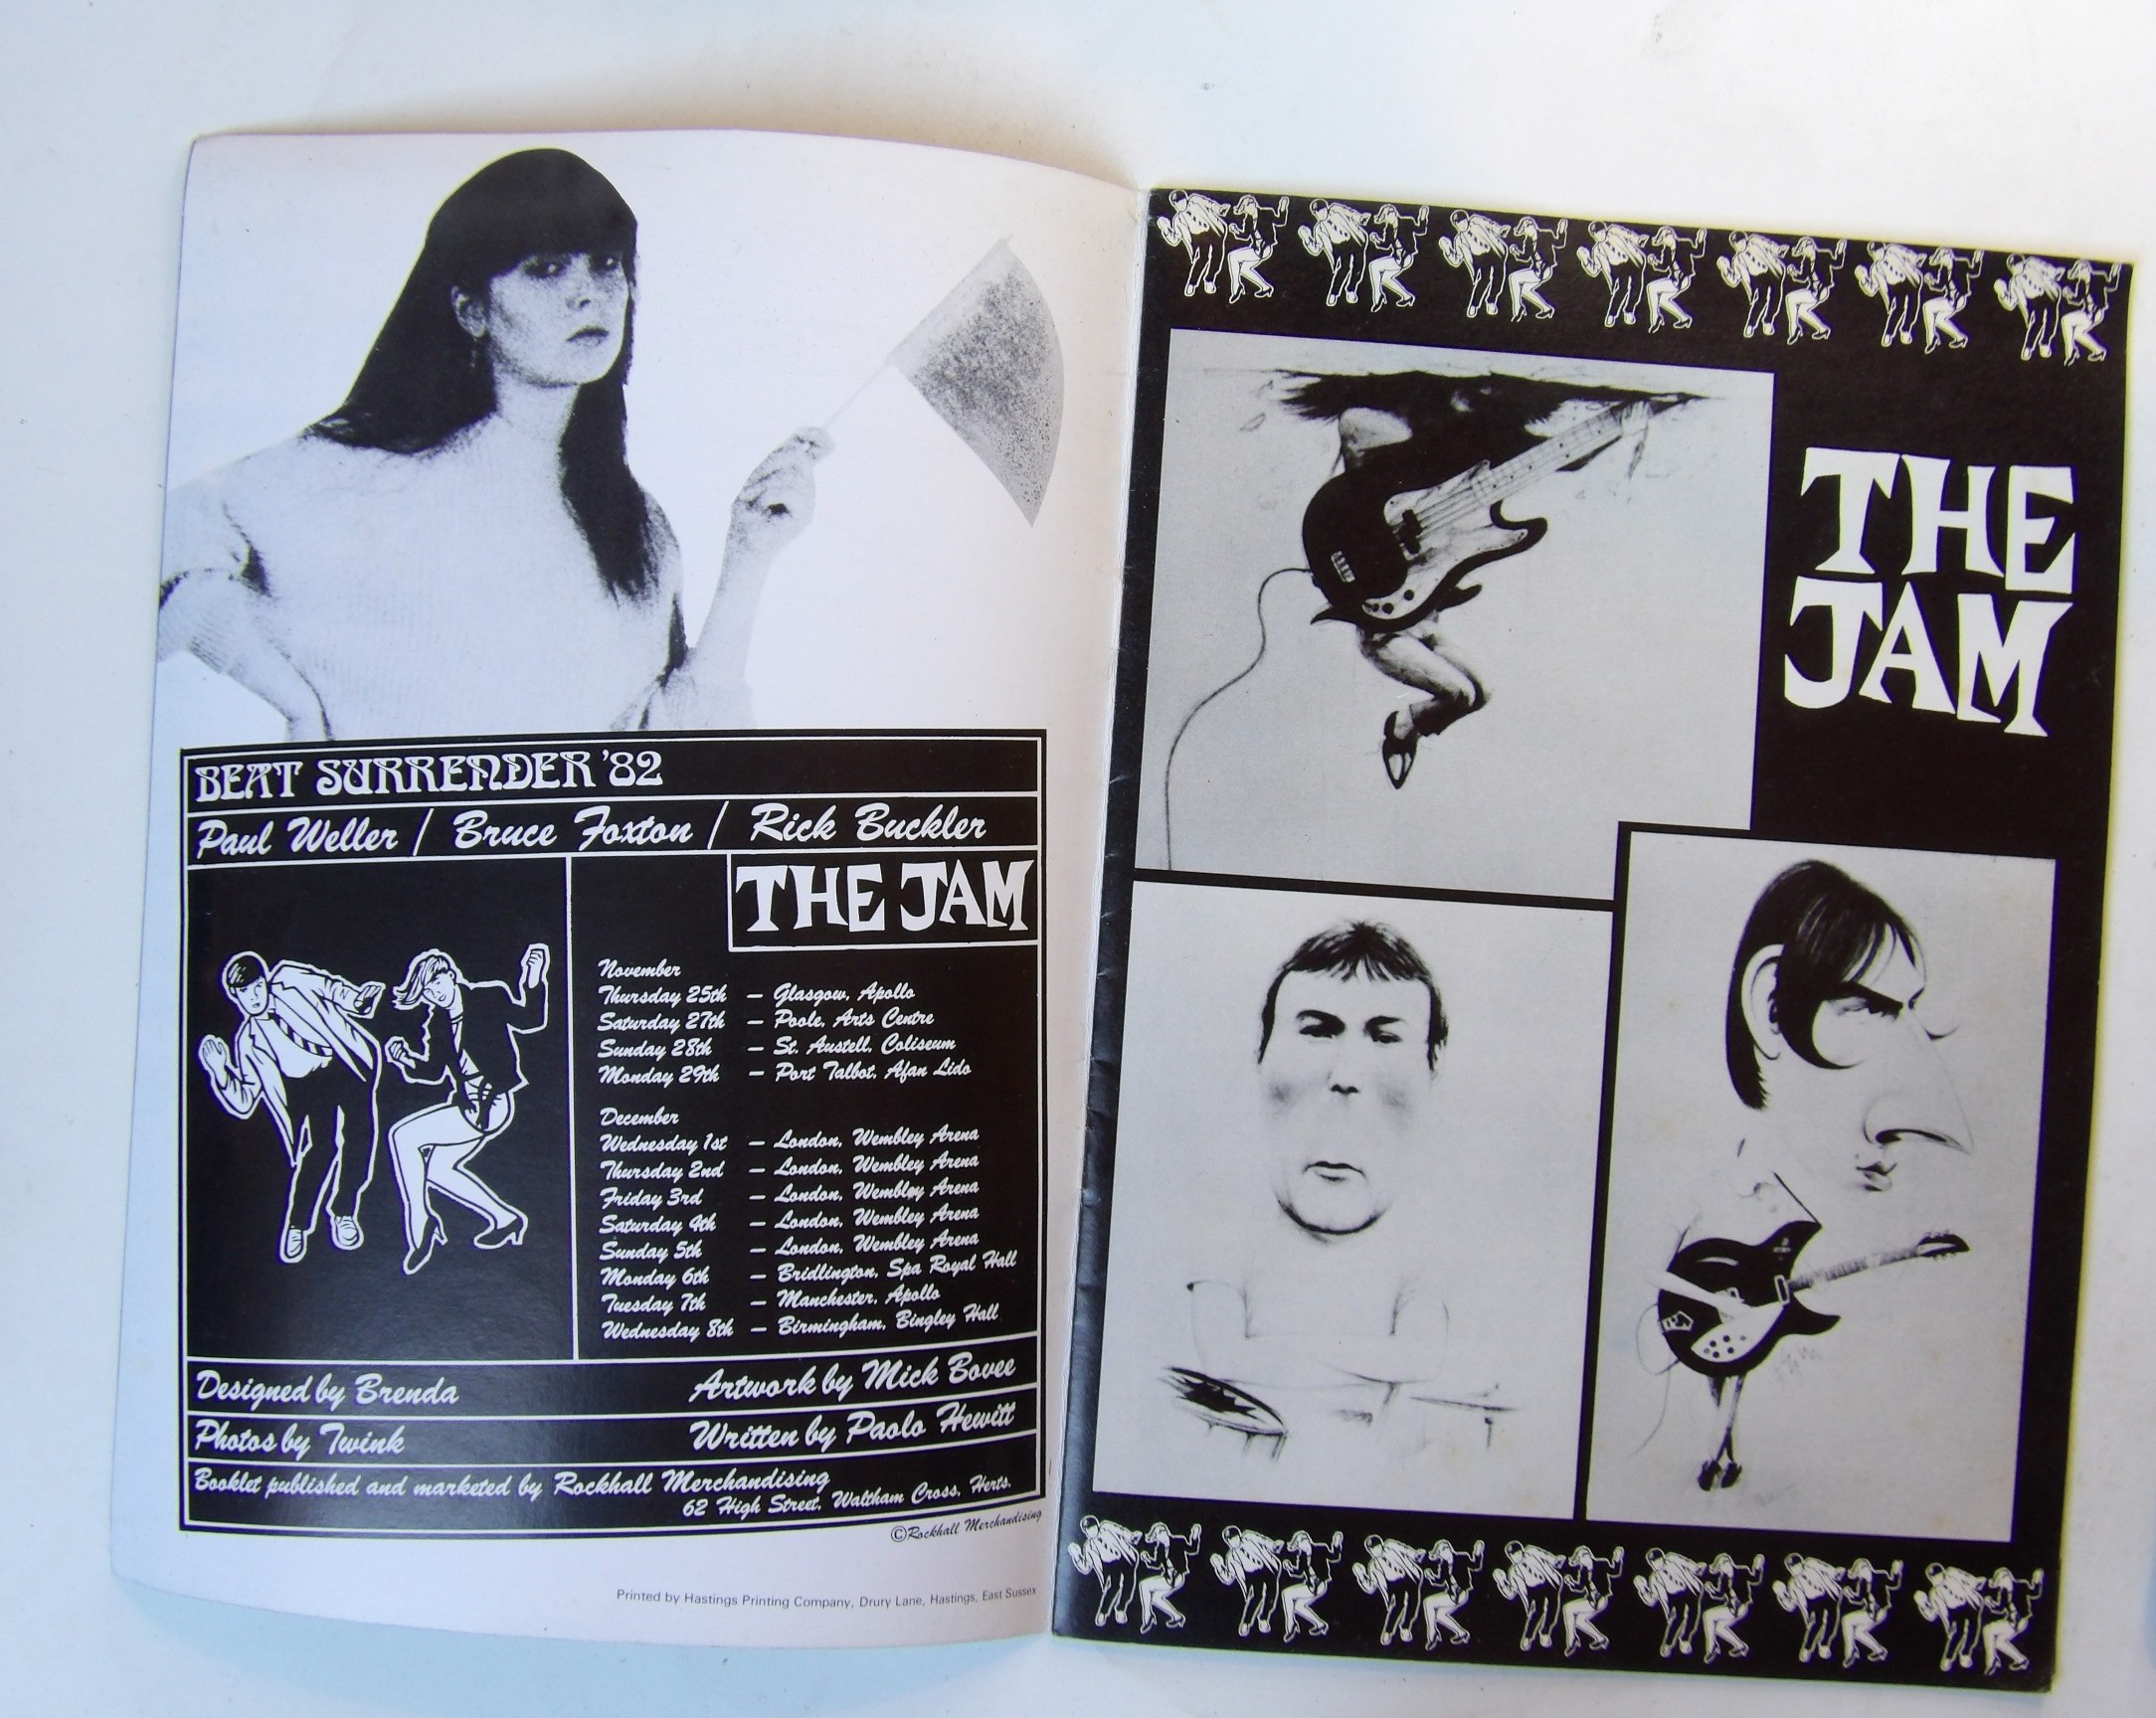 BEAT SURRENDER '82
Paul Weller / Bruce Foxton / Rick Buckler
THE JAM
November
Thursday 25th — Glasgow, Apollo
Saturday 27th — Poole, Arts Centre
Sunday 28th — St. Austell, Coliseum
Monday 29th — Port Talbot, Afan Lido
December
Wednesday 1st — London, Wembley Arena
Thursday 2nd — London, Wembley Arena
Friday 3rd — London, Wembley Arena
Saturday 4th — London, Wembley Arena
Sunday 5th — London, Wembley Arena
Monday 6th — Bridlington, Spa Royal Hall
Tuesday 7th — Manchester, Apollo
Wednesday 8th — Birmingham, Bingley Hall
Designed by Brenda Artwork by Mick Bovee
Photos by Twink Written by Paolo Hewitt
Booklet published and marketed by Rockhall Merchandising
62 High Street, Waltham Cross, Herts.
©Rockhall Merchandising
Printed by Hastings Printing Company, Drury Lane, Hastings, East Sussex
THE
JAM